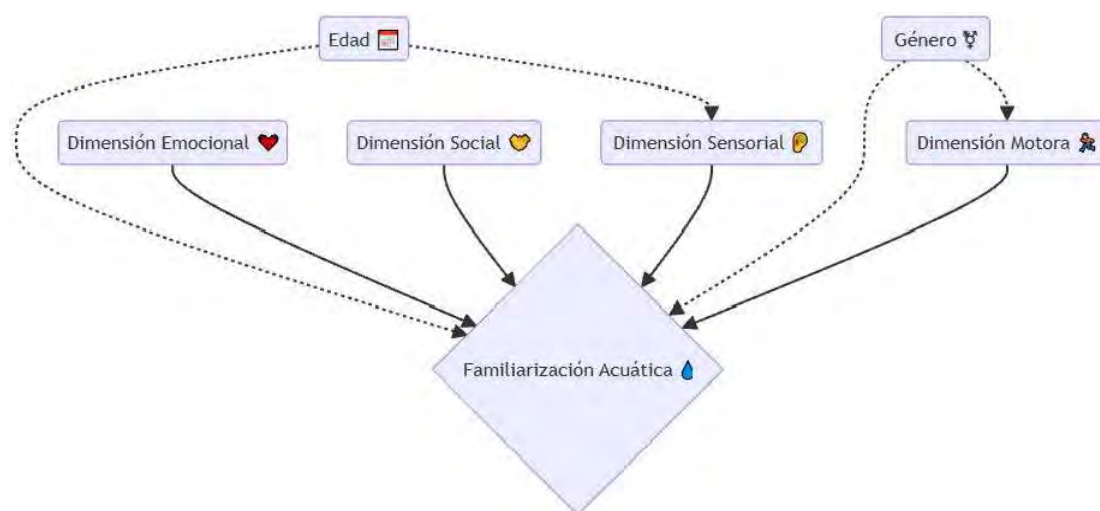 Edad
Género
Dimensión Emocional
Dimensión Social
Dimensión Sensorial
Dimensión Motora
Familiarización Acuática